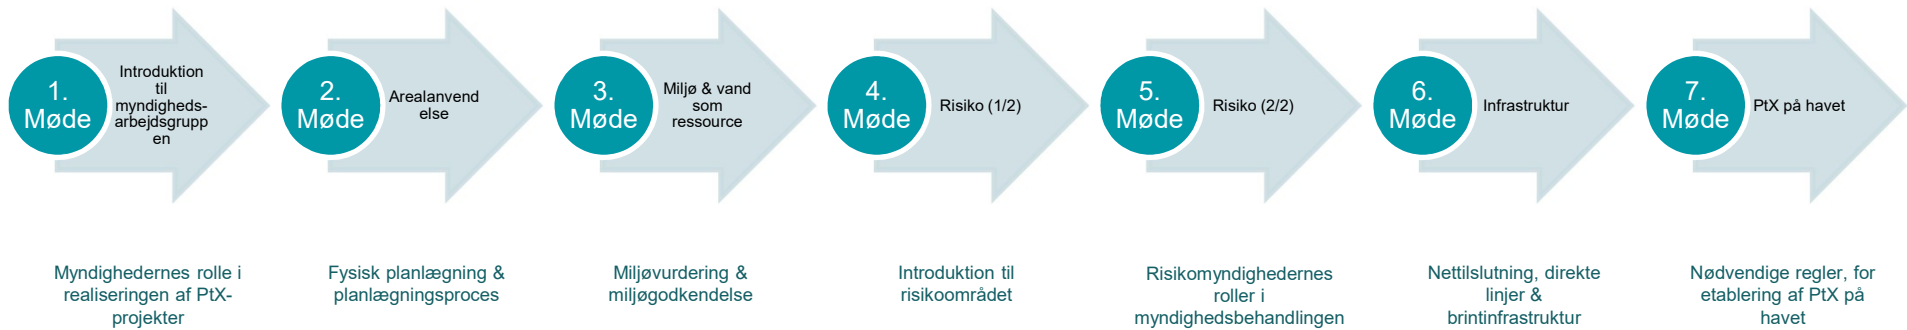 1.
Møde
Introduktion
til
myndigheds-
arbejdsgrupp
en
2.
Møde
Arealanvend
else
3.
Møde
Miljø & vand
som
ressource
4.
Møde
Risiko (1/2)
5.
Møde
Risiko (2/2)
6.
Møde
Infrastruktur
7.
Møde
PtX på havet
Myndighedernes rolle i
realiseringen af PtX-
projekter
Fysisk planlægning &
planlægningsproces
Miljøvurdering &
miljøgodkendelse
Introduktion til
risikoområdet
Risikomyndighedernes
roller i
myndighedsbehandlingen
Nettilslutning, direkte
linjer &
brintinfrastruktur
Nødvendige regler, for
etablering af PtX på
havet